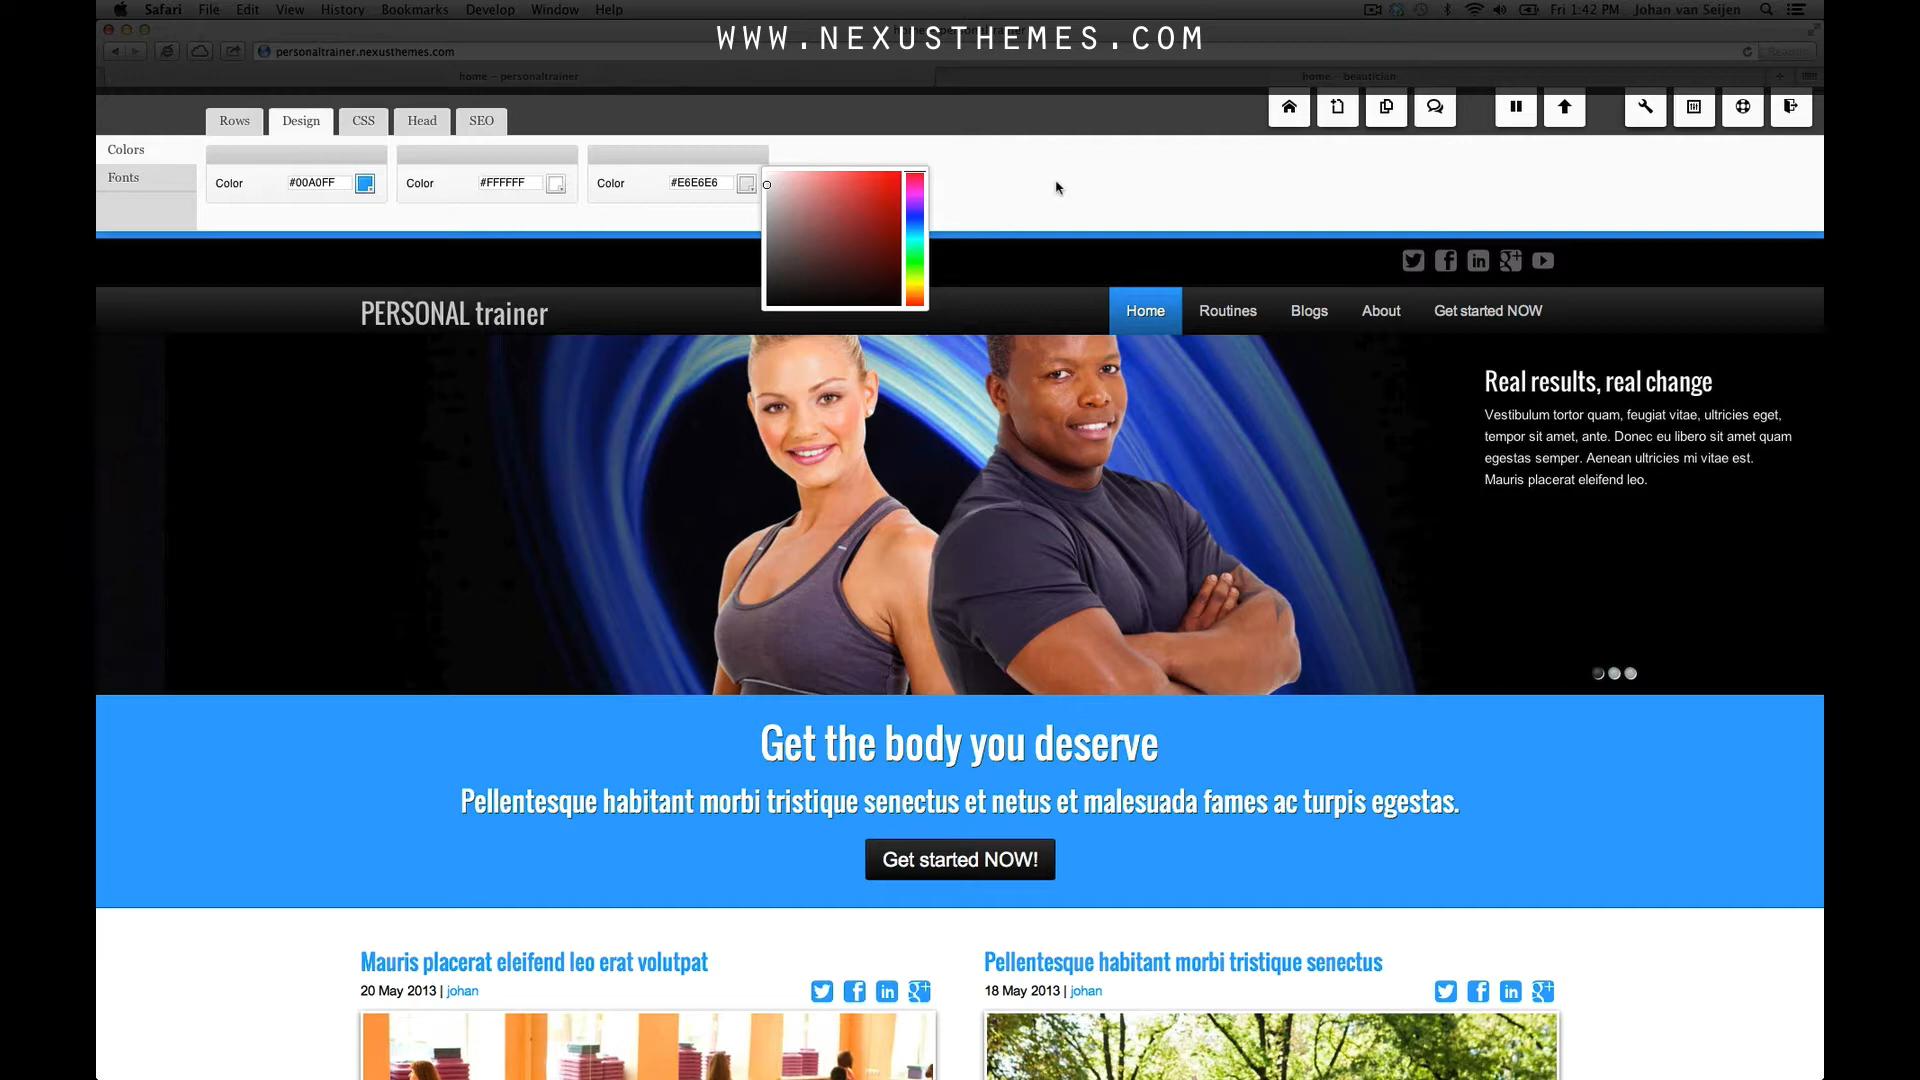 Safari File Edit View History Bookmarks Develop Window Help
Fri 1:42 PM Johan van Seijen
WWW.NEXUSTHEMES.COM
personaltrainer.nexusthemes.com
home – personaltrainer
home – beautician
Rows Design CSS Head SEO
Colors
Fonts
Color #00A0FF
Color #FFFFFF
Color #E6E6E6
PERSONAL trainer
Home Routines Blogs About Get started NOW
Real results, real change
Vestibulum tortor quam, feugiat vitae, ultricies eget,
tempor sit amet, ante. Donec eu libero sit amet quam
egestas semper. Aenean ultricies mi vitae est.
Mauris placerat eleifend leo.
Get the body you deserve
Pellentesque habitant morbi tristique senectus et netus et malesuada fames ac turpis egestas.
Get started NOW!
Mauris placerat eleifend leo erat volutpat
20 May 2013 | johan
Pellentesque habitant morbi tristique senectus
18 May 2013 | johan